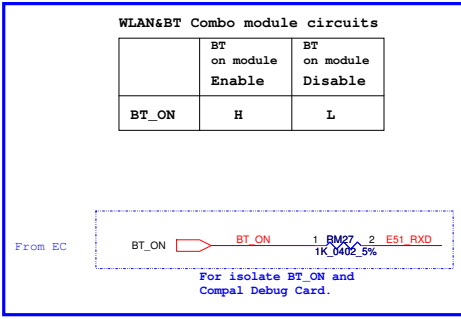 WLAN&BT Combo module circuits
BT on module Enable
BT on module Disable
BT_ON H L
From EC
BT_ON
BT_ON
1 RM27 2
E51_RXD
1K_0402_5%
For isolate BT_ON and
Compal Debug Card.